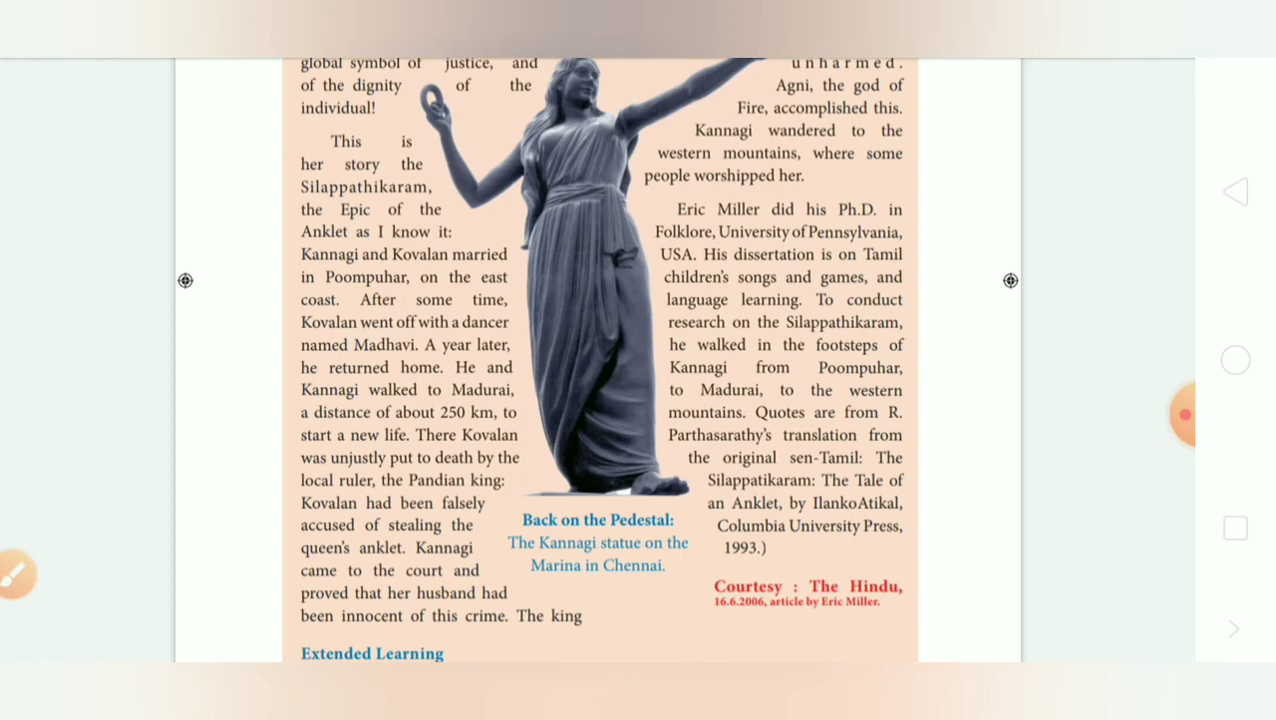 global symbol of justice, and
of the dignity of the
individual!
This is
her story the
Silappathikaram,
the Epic of the
Anklet as I know it:
Kannagi and Kovalan married
in Poompuhar, on the east
coast. After some time,
Kovalan went off with a dancer
named Madhavi. A year later,
he returned home. He and
Kannagi walked to Madurai,
a distance of about 250 km, to
start a new life. There Kovalan
was unjustly put to death by the
local ruler, the Pandian king:
Kovalan had been falsely
accused of stealing the
queen's anklet. Kannagi
came to the court and
proved that her husband had
been innocent of this crime. The king
Back on the Pedestal:
The Kannagi statue on the
Marina in Chennai.
unharmed.
Agni, the god of
Fire, accomplished this.
Kannagi wandered to the
western mountains, where some
people worshipped her.
Eric Miller did his Ph.D. in
Folklore, University of Pennsylvania,
USA. His dissertation is on Tamil
children's songs and games, and
language learning. To conduct
research on the Silappathikaram,
he walked in the footsteps of
Kannagi from Poompuhar,
to Madurai, to the western
mountains. Quotes are from R.
Parthasarathy's translation from
the original sen-Tamil: The
Silappatikaram: The Tale of
an Anklet, by IlankoAtikal,
Columbia University Press,
1993.)
Courtesy : The Hindu,
16.6.2006, article by Eric Miller.
Extended Learning